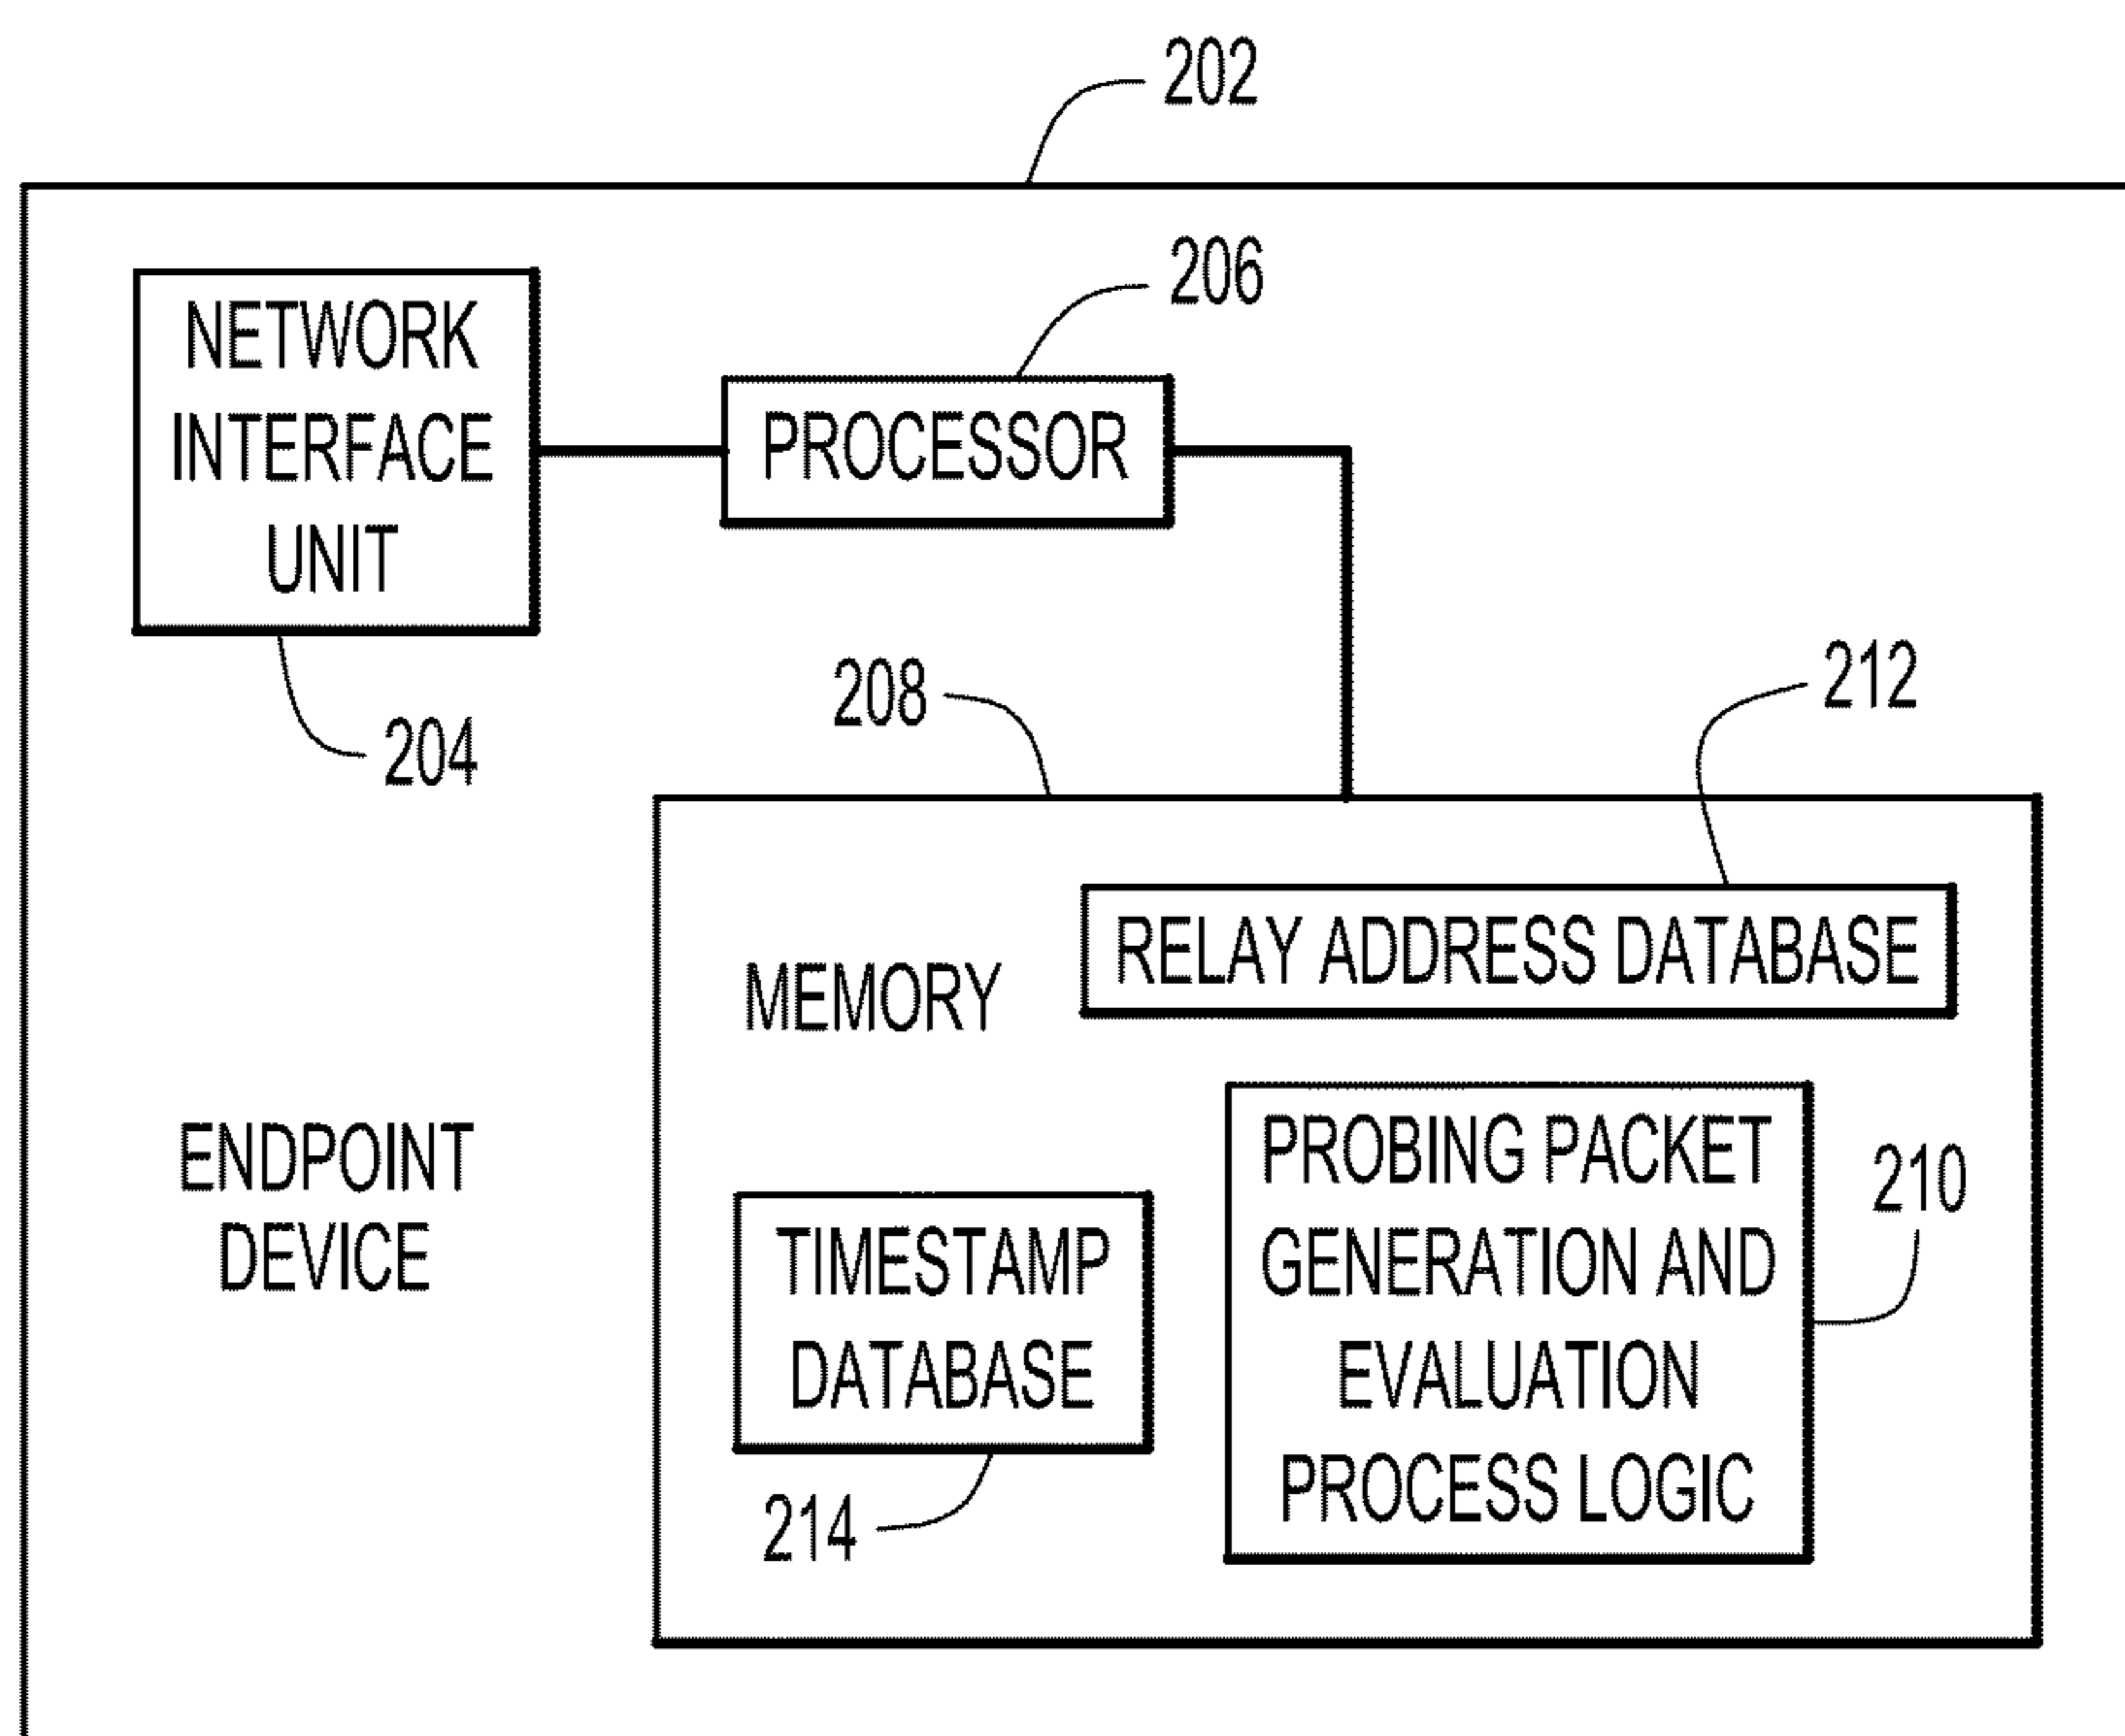 202
206
NETWORK
INTERFACE
UNIT
PROCESSOR
204
208
212
RELAY ADDRESS DATABASE
MEMORY
ENDPOINT
DEVICE
TIMESTAMP
DATABASE
214
PROBING PACKET
GENERATION AND
EVALUATION
PROCESS LOGIC
210